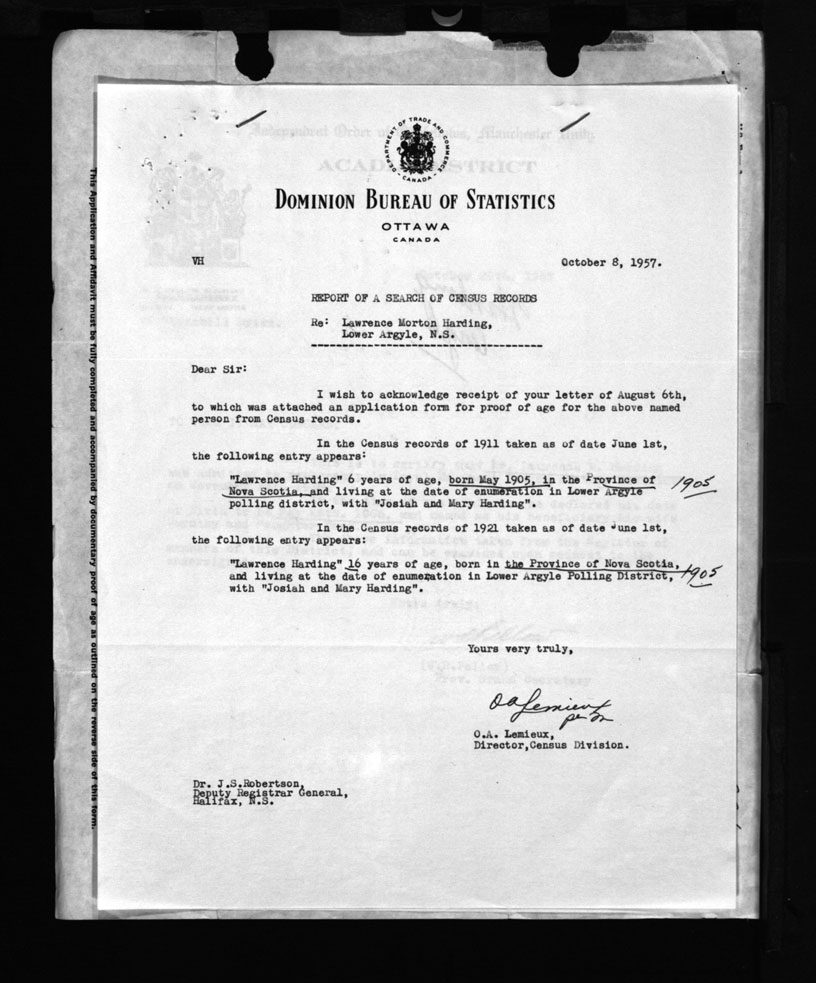 DEPARTMENT OF TRADE AND COMMERCE
CANADA
DOMINION BUREAU OF STATISTICS
OTTAWA
CANADA
VH October 8, 1957.
REPORT OF A SEARCH OF CENSUS RECORDS
Re: Lawrence Morton Harding,
Lower Argyle, N.S.
Dear Sir:
I wish to acknowledge receipt of your letter of August 6th,
to which was attached an application form for proof of age for the above named
person from Census records.
In the Census records of 1911 taken as of date June 1st,
the following entry appears:
"Lawrence Harding" 6 years of age, born May 1905, in the Province of 1905
Nova Scotia, and living at the date of enumeration in Lower Argyle
polling district, with "Josiah and Mary Harding".
In the Census records of 1921 taken as of date June 1st,
the following entry appears:
"Lawrence Harding" 16 years of age, born in the Province of Nova Scotia,
and living at the date of enumeration in Lower Argyle Polling District, 1905
with "Josiah and Mary Harding".
Yours very truly,
OA Lemieux
per
O.A. Lemieux,
Director,Census Division.
Dr. J.S.Robertson,
Deputy Registrar General,
Halifax, N.S.
This Application and Affidavit must be fully completed and accompanied by documentary proof of age as outlined on the reverse side of this form.